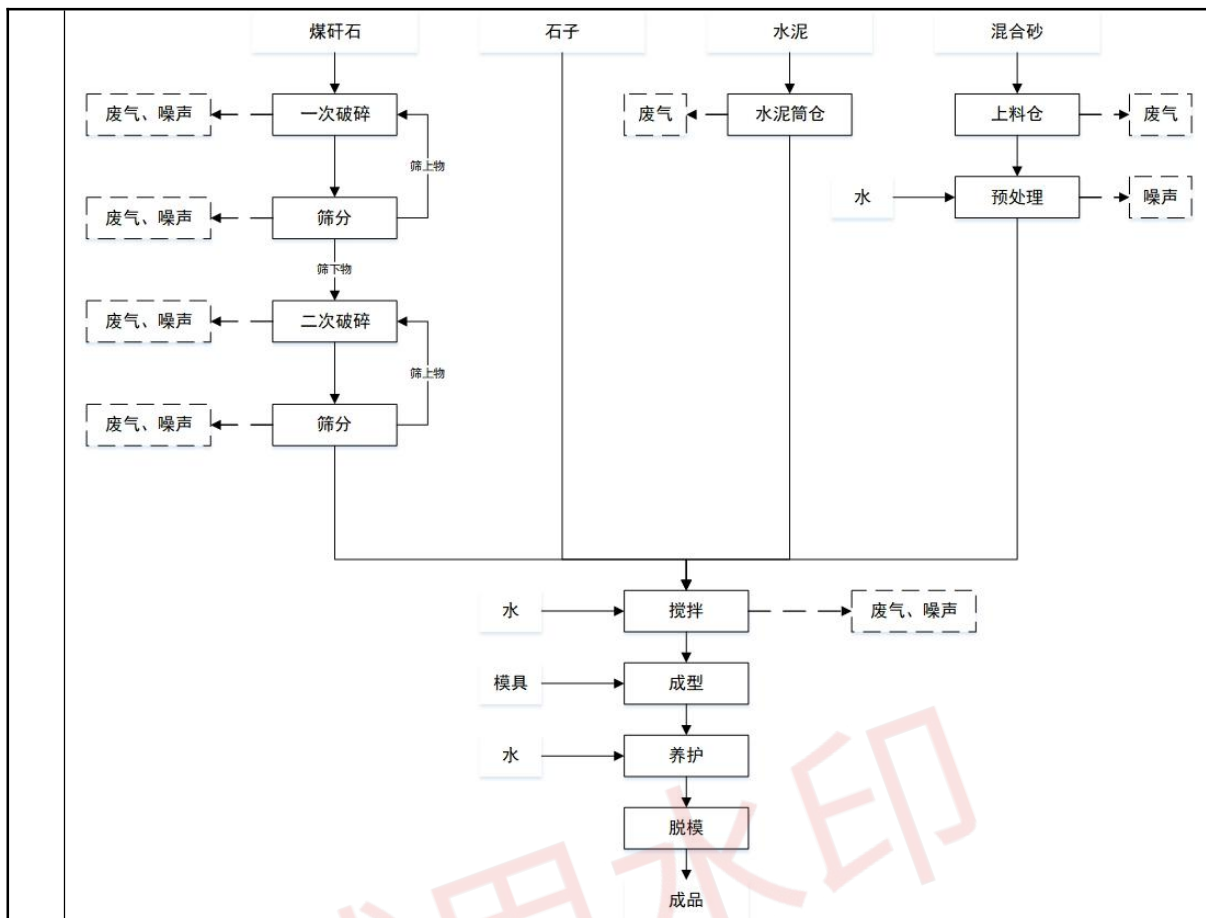 煤矸石 石子 水泥 混合砂
废气、噪声 一次破碎 废气 水泥筒仓 上料仓 废气
筛上物
废气、噪声 筛分 水 预处理 噪声
筛下物
废气、噪声 二次破碎
筛上物
废气、噪声 筛分
水 搅拌 废气、噪声
模具 成型
水 养护
脱模
成品
用水印